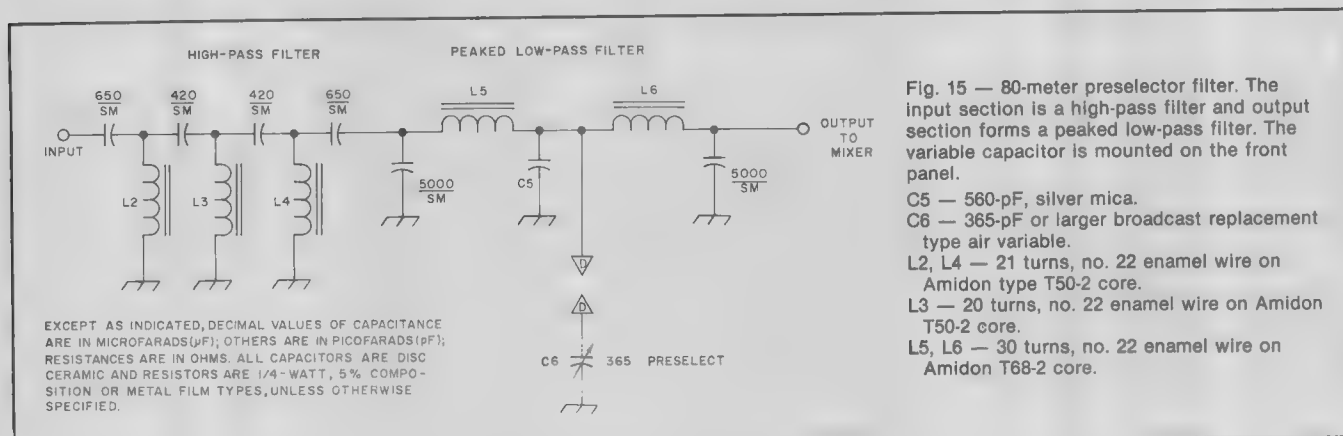 HIGH-PASS FILTER
PEAKED LOW-PASS FILTER
650
SM
420
SM
420
SM
650
SM
L5
L6
INPUT
OUTPUT
TO
MIXER
L2
L3
L4
5000
SM
C5
5000
SM
D
D
C6
365 PRESELECT
EXCEPT AS INDICATED, DECIMAL VALUES OF CAPACITANCE
ARE IN MICROFARADS (µF); OTHERS ARE IN PICOFARADS (pF);
RESISTANCES ARE IN OHMS. ALL CAPACITORS ARE DISC
CERAMIC AND RESISTORS ARE 1/4-WATT, 5% COMPO-
SITION OR METAL FILM TYPES, UNLESS OTHERWISE
SPECIFIED.
Fig. 15 — 80-meter preselector filter. The
input section is a high-pass filter and output
section forms a peaked low-pass filter. The
variable capacitor is mounted on the front
panel.
C5 — 560-pF, silver mica.
C6 — 365-pF or larger broadcast replacement
type air variable.
L2, L4 — 21 turns, no. 22 enamel wire on
Amidon type T50-2 core.
L3 — 20 turns, no. 22 enamel wire on Amidon
T50-2 core.
L5, L6 — 30 turns, no. 22 enamel wire on
Amidon T68-2 core.